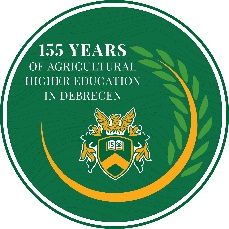 155 YEARS
OF AGRICULTURAL
HIGHER EDUCATION
IN DEBRECEN